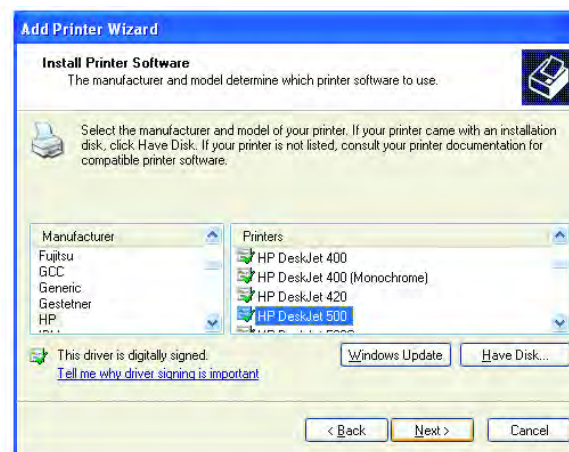 Add Printer Wizard
Install Printer Software
The manufacturer and model determine which printer software to use.
Select the manufacturer and model of your printer. If your printer came with an installation
disk, click Have Disk. If your printer is not listed, consult your printer documentation for
compatible printer software.
Manufacturer
Fujitsu
GCC
Generic
Gestetner
HP
Printers
HP DeskJet 400
HP DeskJet 400 (Monochrome)
HP DeskJet 420
HP DeskJet 500
This driver is digitally signed.
Tell me why driver signing is important
Windows Update
Have Disk...
< Back
Next >
Cancel